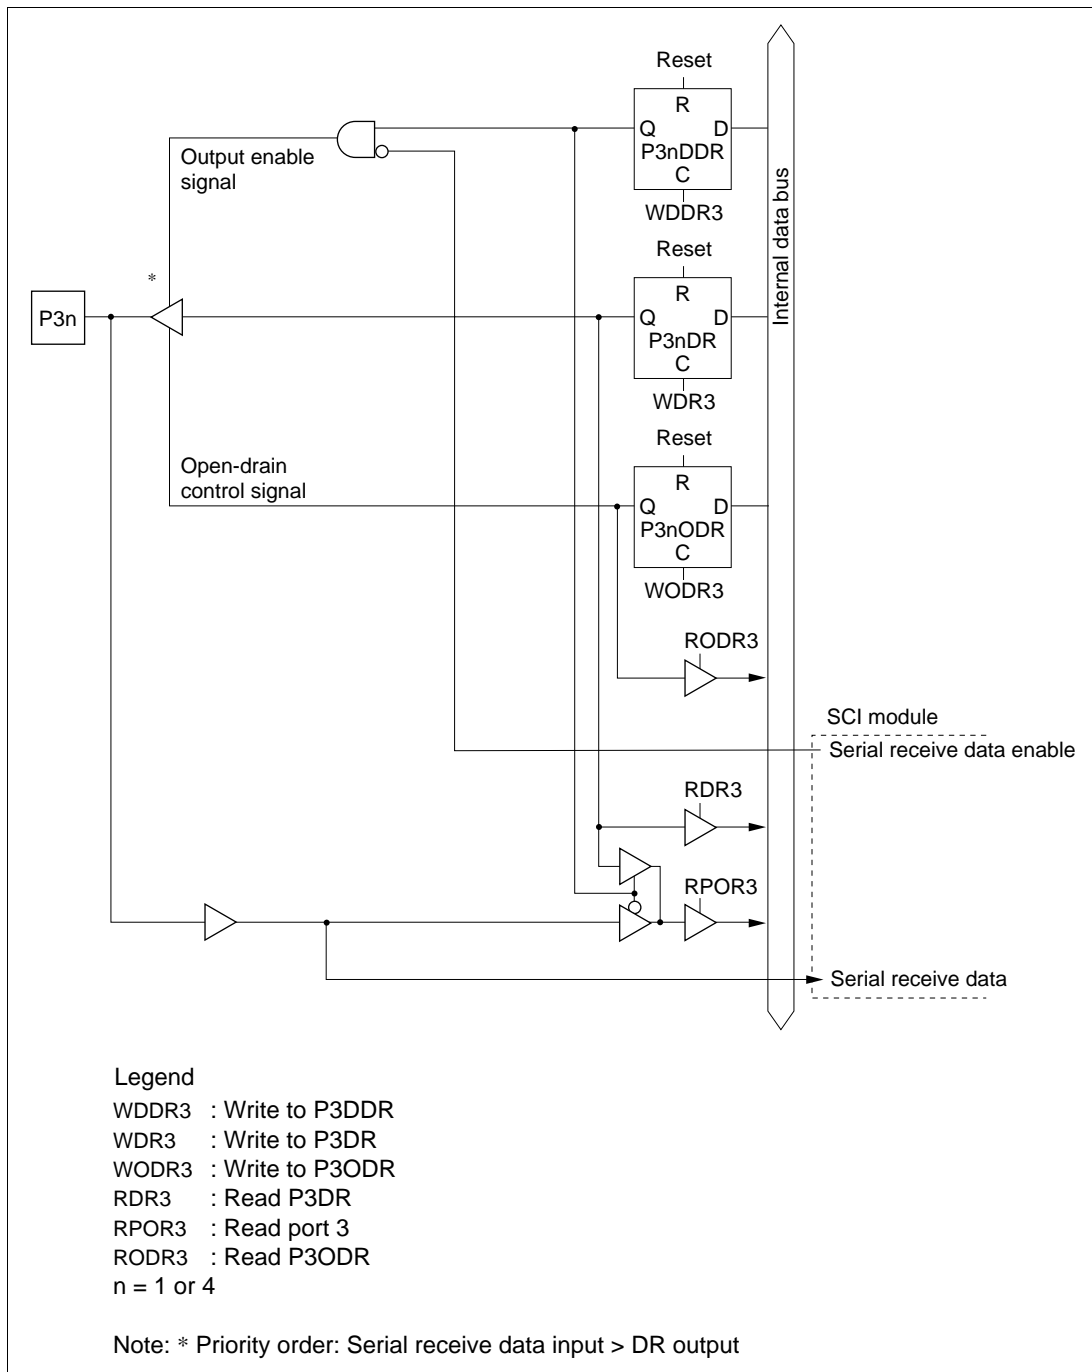 Reset
R
Q D
P3nDDR
C
WDDR3
Output enable
signal
Internal data bus
Reset
R
Q D
P3nDR
C
WDR3
*
P3n
Reset
R
Q D
P3nODR
C
WODR3
Open-drain
control signal
RODR3
SCI module
Serial receive data enable
RDR3
RPOR3
Serial receive data
Legend
WDDR3 : Write to P3DDR
WDR3 : Write to P3DR
WODR3 : Write to P3ODR
RDR3 : Read P3DR
RPOR3 : Read port 3
RODR3 : Read P3ODR
n = 1 or 4
Note: * Priority order: Serial receive data input > DR output